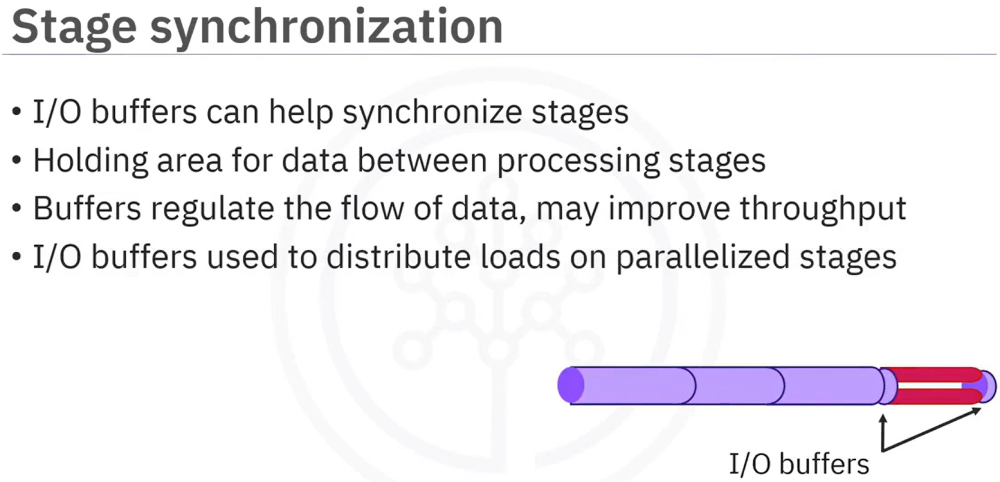 Stage synchronization
• I/O buffers can help synchronize stages
• Holding area for data between processing stages
• Buffers regulate the flow of data, may improve throughput
• I/O buffers used to distribute loads on parallelized stages
I/O buffers